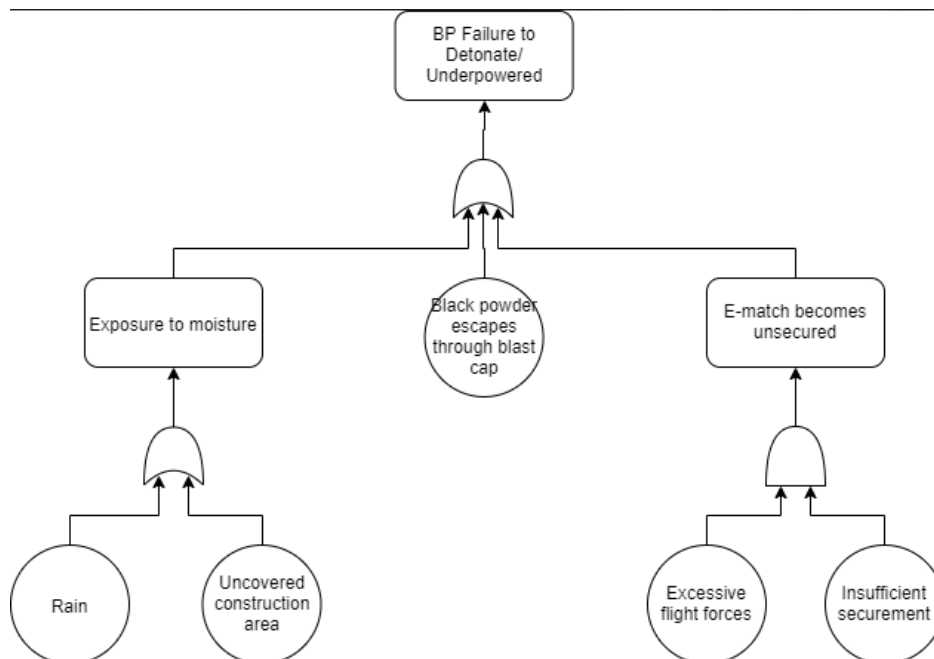 BP Failure to
Detonate/
Underpowered
Exposure to moisture
Black powder
escapes
through blast
cap
E-match becomes
unsecured
Rain
Uncovered
construction
area
Excessive
flight forces
Insufficient
securement